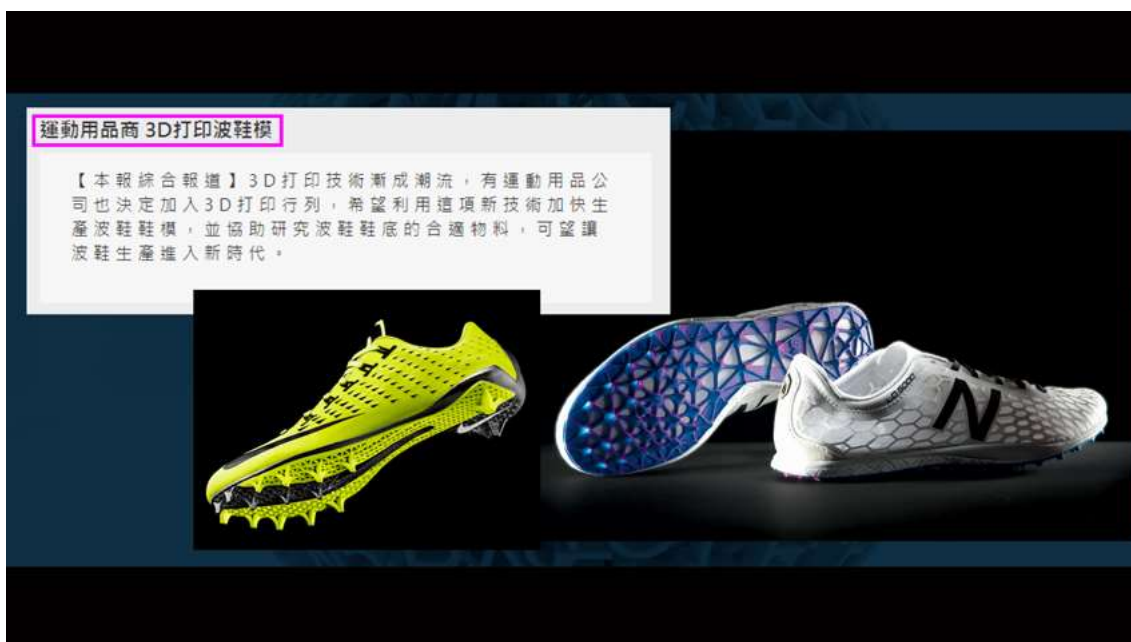 運動用品商 3D打印波鞋模
【本報綜合報道】3D打印技術漸成潮流，有運動用品公
司也決定加入3D打印行列，希望利用這項新技術加快生
產波鞋鞋模，並協助研究波鞋鞋底的合適物料，可望讓
波鞋生產進入新時代。
N